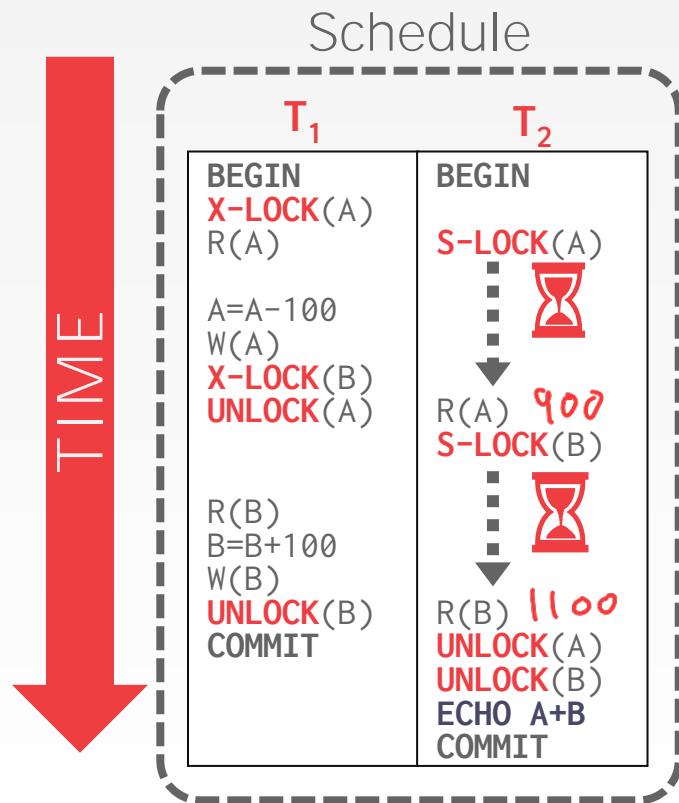 Schedule
TIME
T1
T2
BEGIN
X-LOCK(A)
R(A)
A=A-100
W(A)
X-LOCK(B)
UNLOCK(A)
R(B)
B=B+100
W(B)
UNLOCK(B)
COMMIT
BEGIN
S-LOCK(A)
R(A) 900
S-LOCK(B)
R(B) 1100
UNLOCK(A)
UNLOCK(B)
ECHO A+B
COMMIT